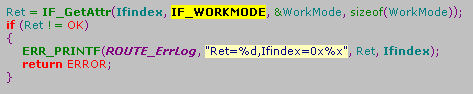 Ret = IF_GetAttr(Ifindex, IF_WORKMODE, &WorkMode, sizeof(WorkMode));
if (Ret != OK)
{
    ERR_PRINTF(ROUTE_ErrLog, "Ret=%d,Ifindex=0x%x", Ret, Ifindex);
    return ERROR;
}